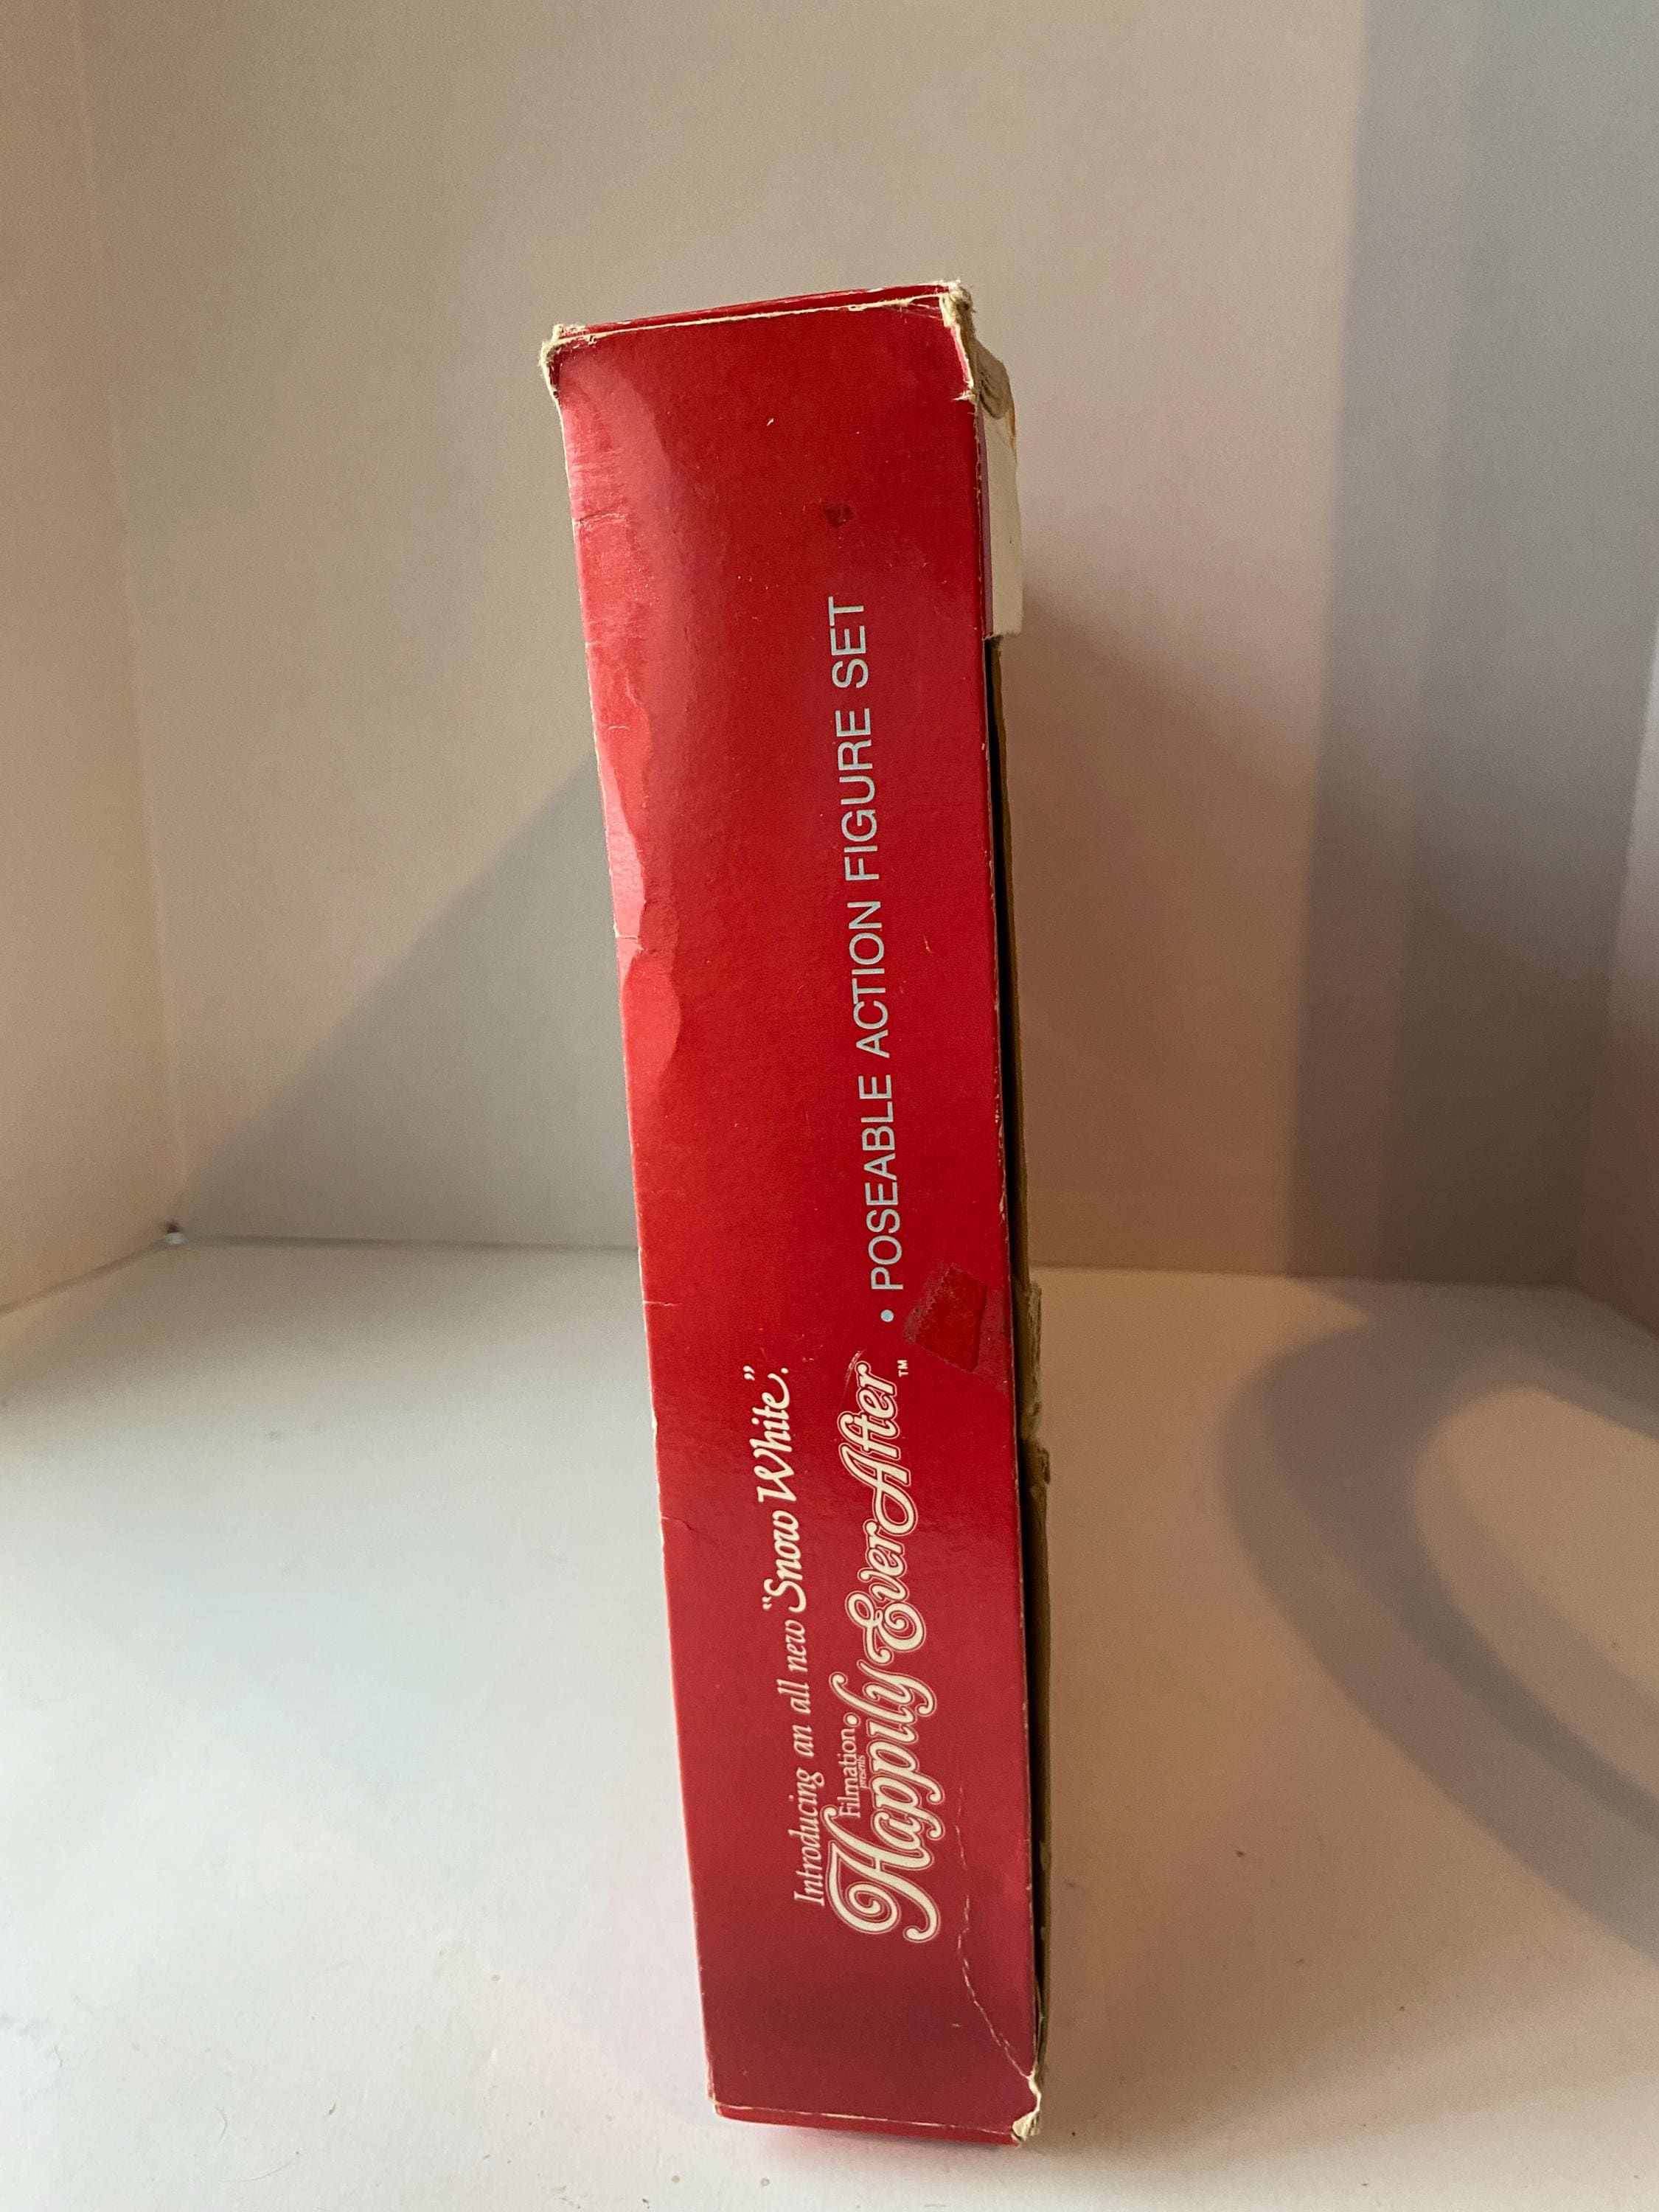 Introducing an all new "Snow White".
Filmation.
presents
Happily Ever After™
• POSEABLE ACTION FIGURE SET